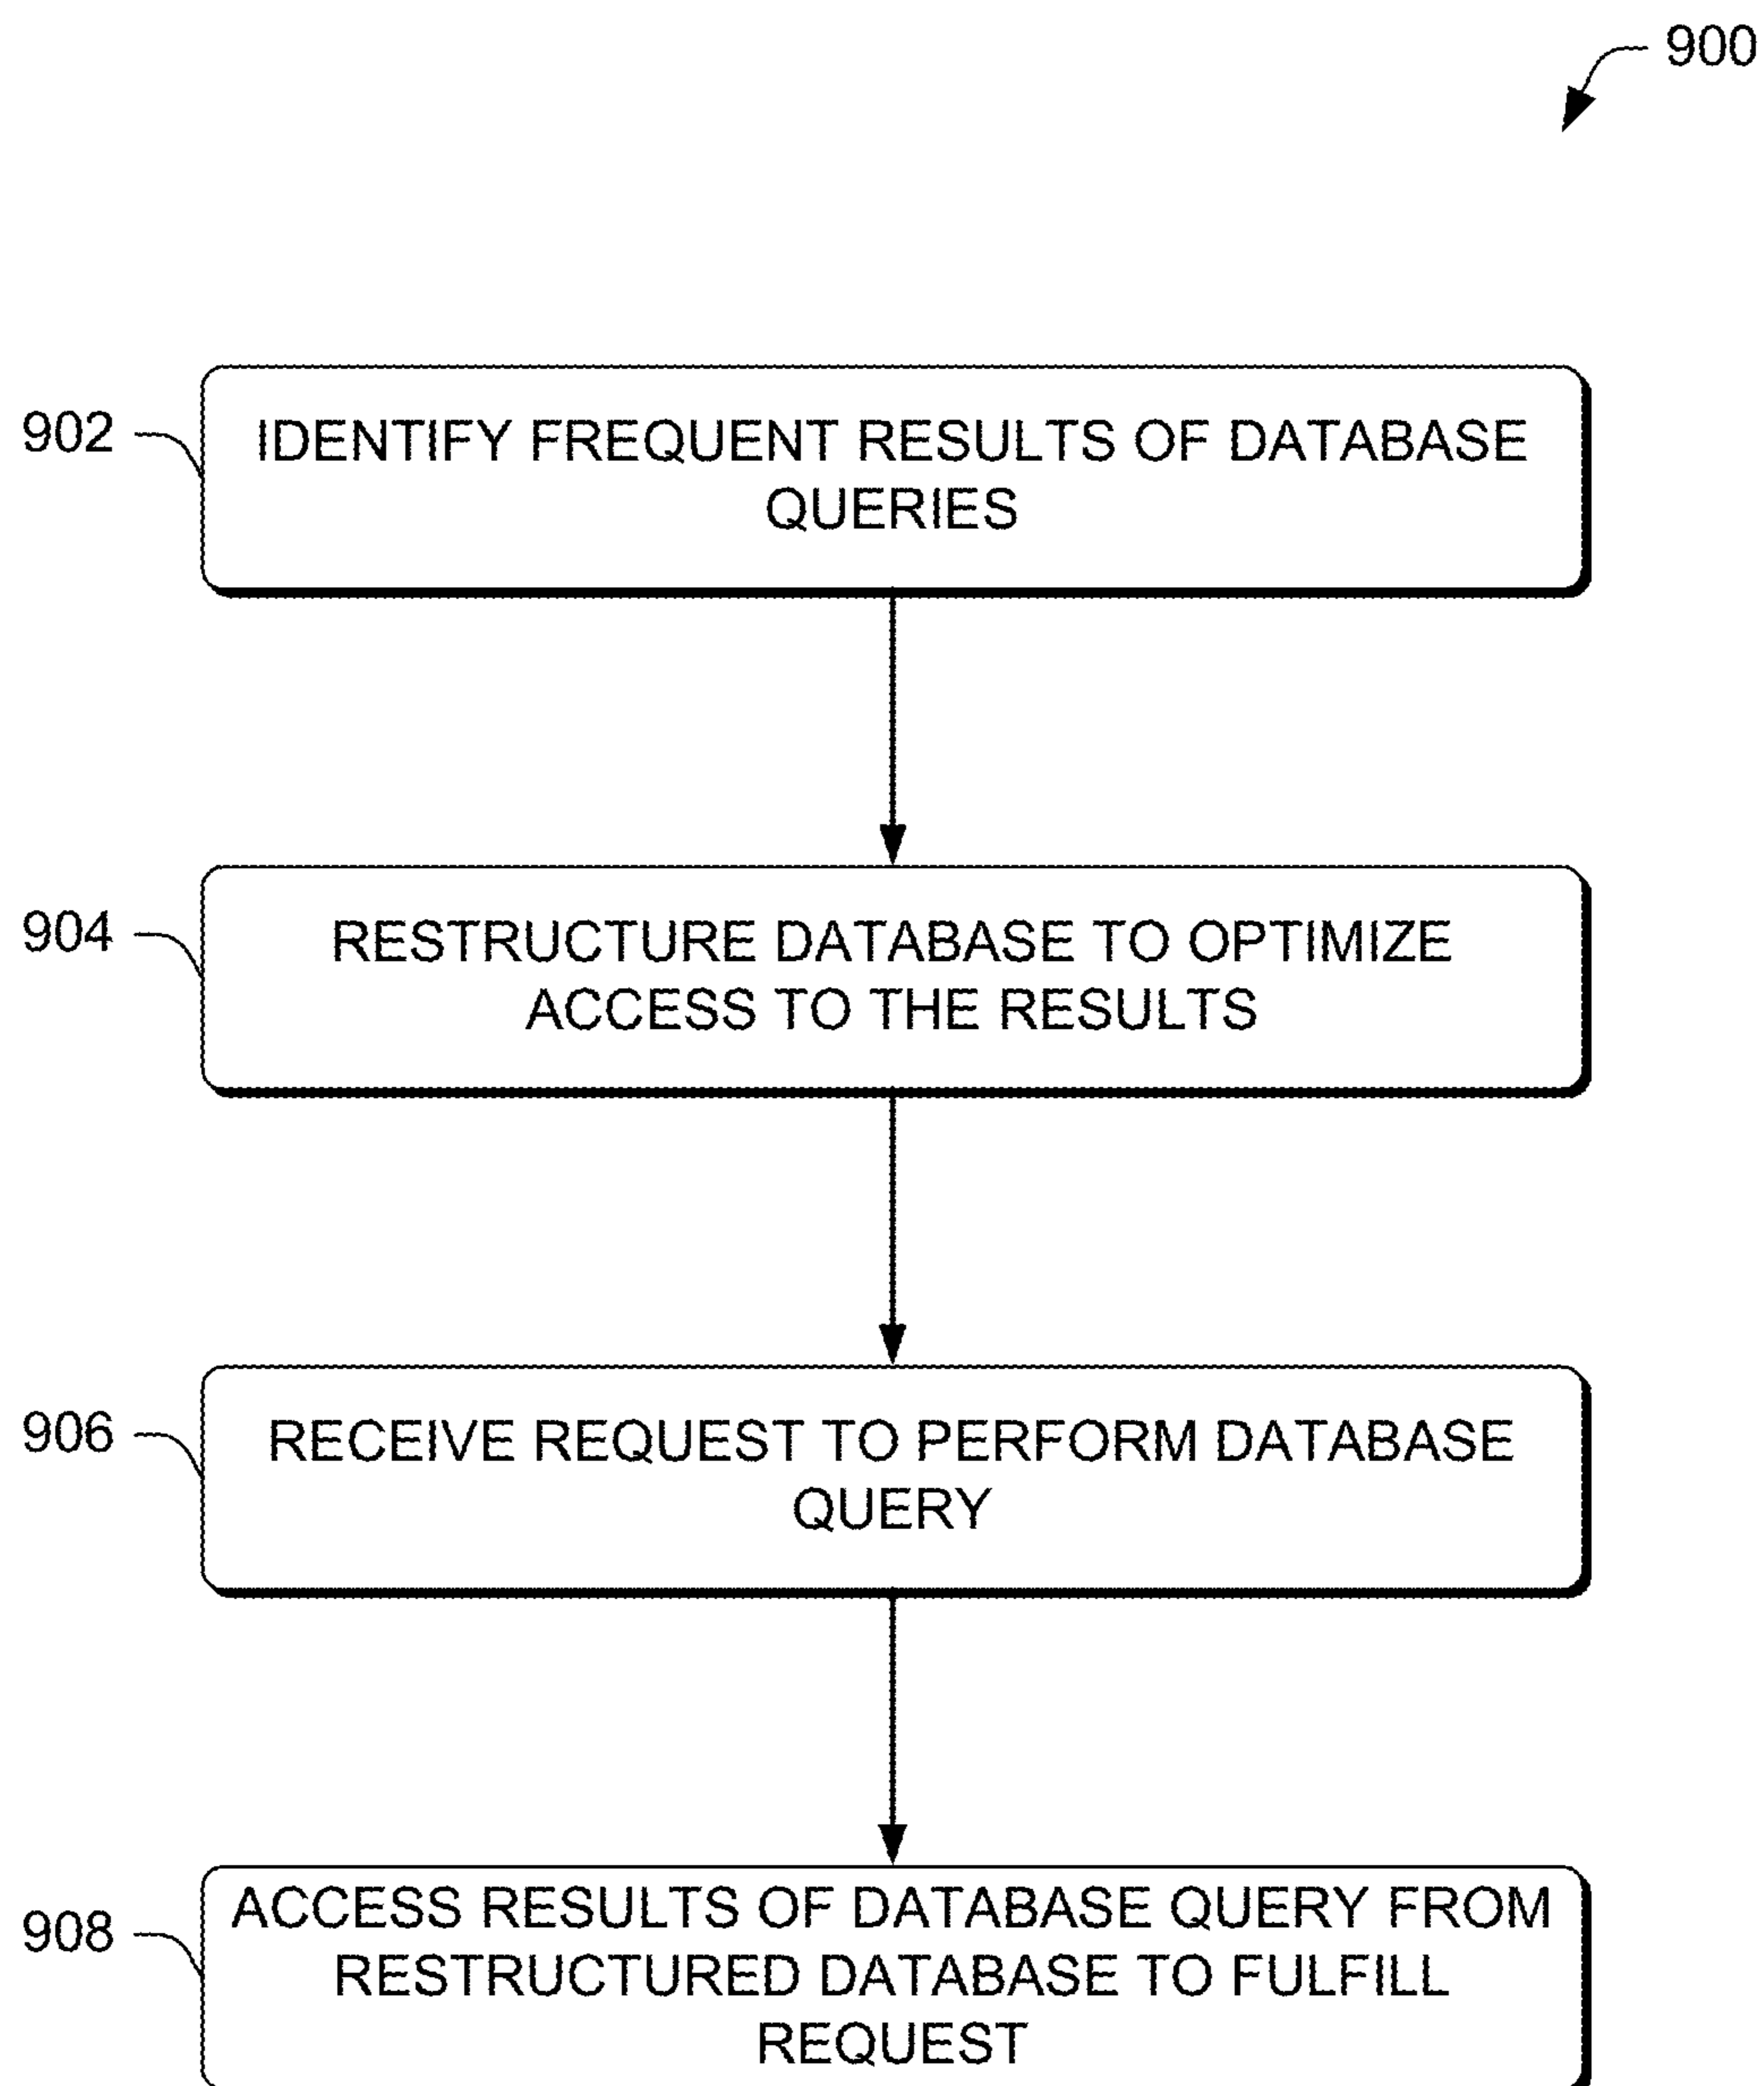 900
902
IDENTIFY FREQUENT RESULTS OF DATABASE
QUERIES
904
RESTRUCTURE DATABASE TO OPTIMIZE
ACCESS TO THE RESULTS
906
RECEIVE REQUEST TO PERFORM DATABASE
QUERY
908
ACCESS RESULTS OF DATABASE QUERY FROM
RESTRUCTURED DATABASE TO FULFILL
REQUEST